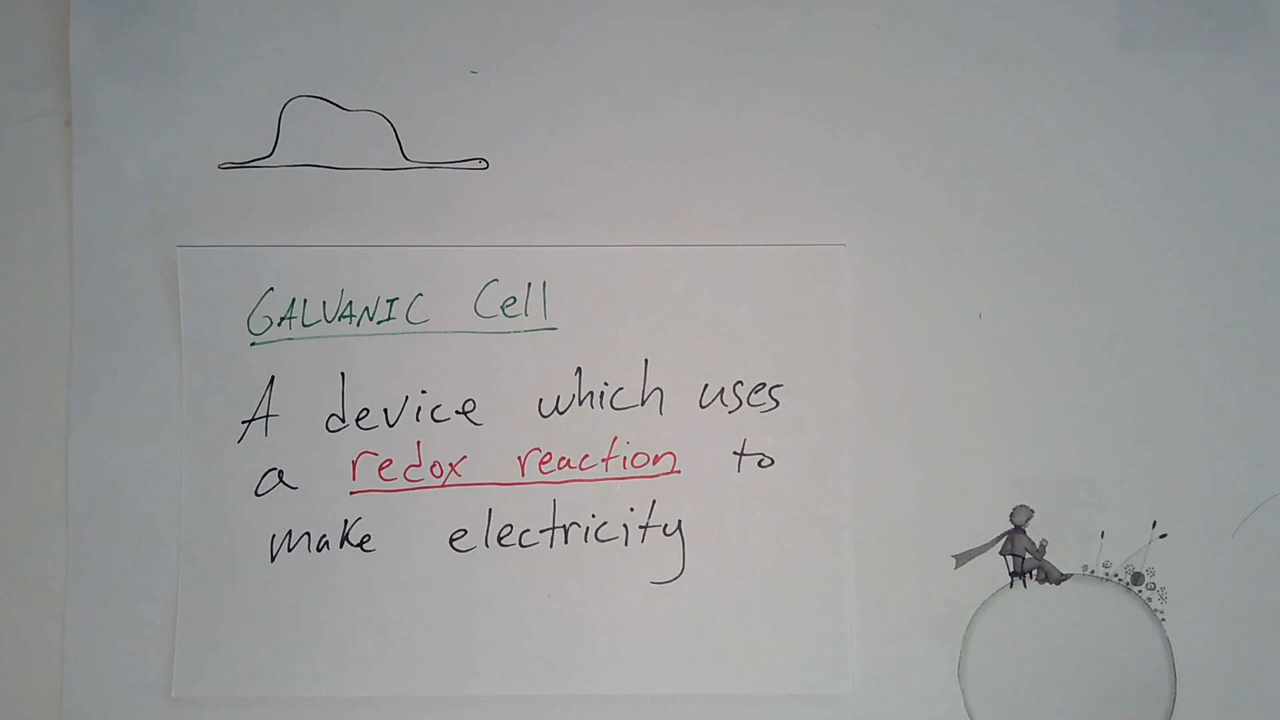 GALVANIC Cell
A device which uses
a redox reaction to
make electricity